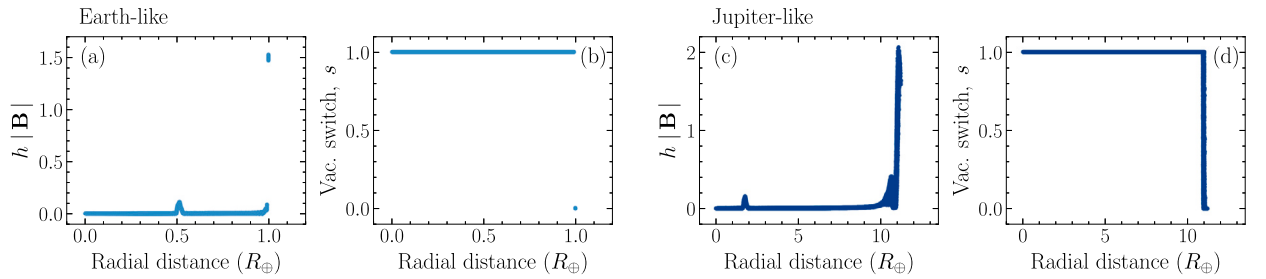 Earth-like
Jupiter-like
(a)
1.5
1.0
0.5
0.0
h | B |
0.0 0.5 1.0
Radial distance (R⊕)
(b)
1.0
0.5
0.0
Vac. switch, s
0.0 0.5 1.0
Radial distance (R⊕)
(c)
2
1
0
h | B |
0 5 10
Radial distance (R⊕)
(d)
1.0
0.5
0.0
Vac. switch, s
0 5 10
Radial distance (R⊕)